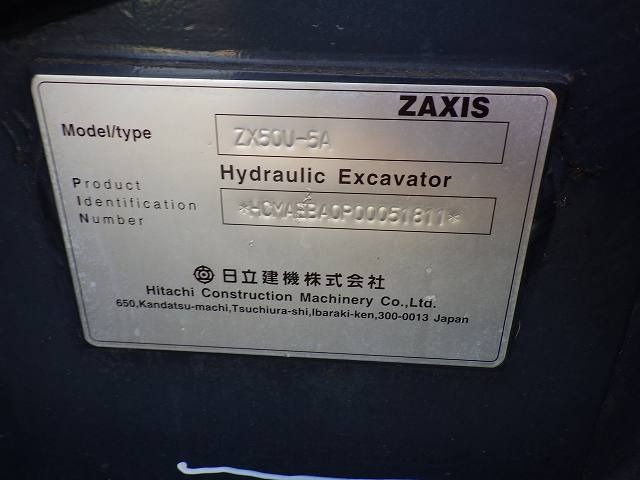 ZAXIS
Model/type ZX50U-5A
Hydraulic Excavator
Product
Identification
Number
2
日立建機株式会社
Hitachi Construction Machinery Co.,Ltd.
650,Kandatsu-machi,Tsuchiura-shi,Ibaraki-ken,300-0013 Japan